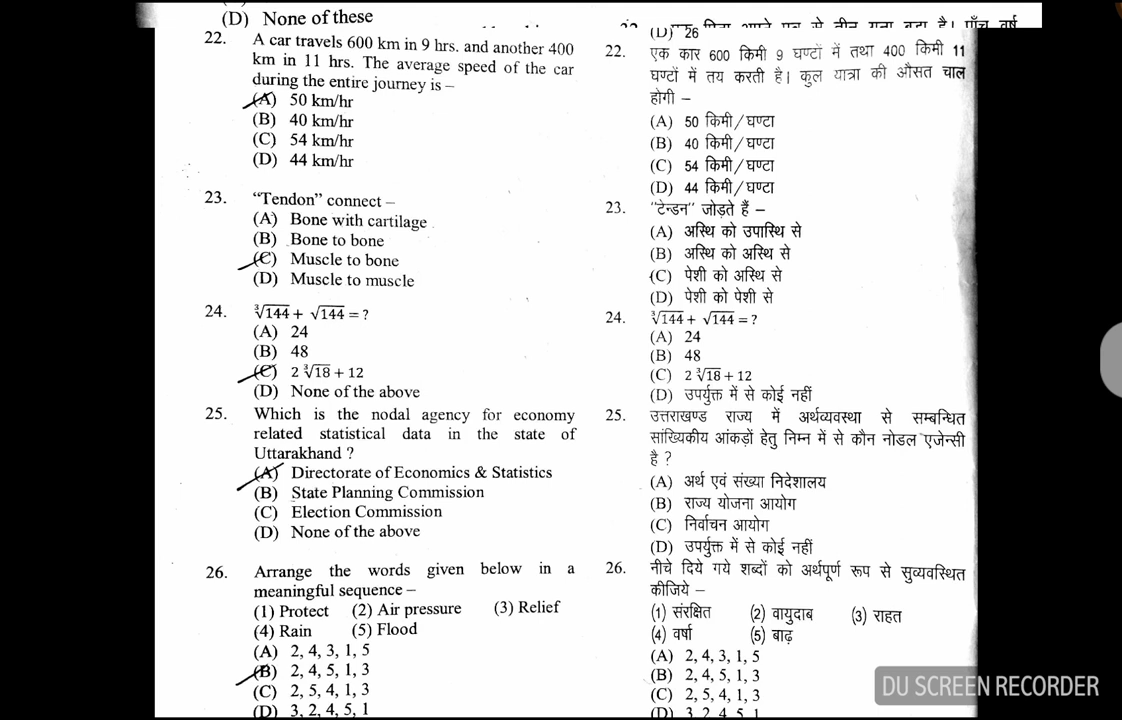 (D) None of these
22. A car travels 600 km in 9 hrs. and another 400
km in 11 hrs. The average speed of the car
during the entire journey is –
(A) 50 km/hr
(B) 40 km/hr
(C) 54 km/hr
(D) 44 km/hr
23. “Tendon” connect –
(A) Bone with cartilage
(B) Bone to bone
(C) Muscle to bone
(D) Muscle to muscle
24. ∛144 + √144 = ?
(A) 24
(B) 48
(C) 2 ∛18 + 12
(D) None of the above
25. Which is the nodal agency for economy
related statistical data in the state of
Uttarakhand ?
(A) Directorate of Economics & Statistics
(B) State Planning Commission
(C) Election Commission
(D) None of the above
26. Arrange the words given below in a
meaningful sequence –
(1) Protect (2) Air pressure (3) Relief
(4) Rain (5) Flood
(A) 2, 4, 3, 1, 5
(B) 2, 4, 5, 1, 3
(C) 2, 5, 4, 1, 3
(D) 3, 2, 4, 5, 1
(D) 26
22. एक कार 600 किमी 9 घण्टों में तथा 400 किमी 11
घण्टों में तय करती है। कुल यात्रा की औसत चाल
होगी –
(A) 50 किमी/घण्टा
(B) 40 किमी/घण्टा
(C) 54 किमी/घण्टा
(D) 44 किमी/घण्टा
23. “टेन्डन” जोड़ते हैं –
(A) अस्थि को उपास्थि से
(B) अस्थि को अस्थि से
(C) पेशी को अस्थि से
(D) पेशी को पेशी से
24. ∛144 + √144 = ?
(A) 24
(B) 48
(C) 2 ∛18 + 12
(D) उपर्युक्त में से कोई नहीं
25. उत्तराखण्ड राज्य में अर्थव्यवस्था से सम्बन्धित
सांख्यिकीय आंकड़ों हेतु निम्न में से कौन नोडल एजेन्सी
है ?
(A) अर्थ एवं संख्या निदेशालय
(B) राज्य योजना आयोग
(C) निर्वाचन आयोग
(D) उपर्युक्त में से कोई नहीं
26. नीचे दिये गये शब्दों को अर्थपूर्ण रूप से सुव्यवस्थित
कीजिये –
(1) संरक्षित (2) वायुदाब (3) राहत
(4) वर्षा (5) बाढ़
(A) 2, 4, 3, 1, 5
(B) 2, 4, 5, 1, 3
(C) 2, 5, 4, 1, 3
(D) 3, 2, 4, 5, 1
DU SCREEN RECORDER